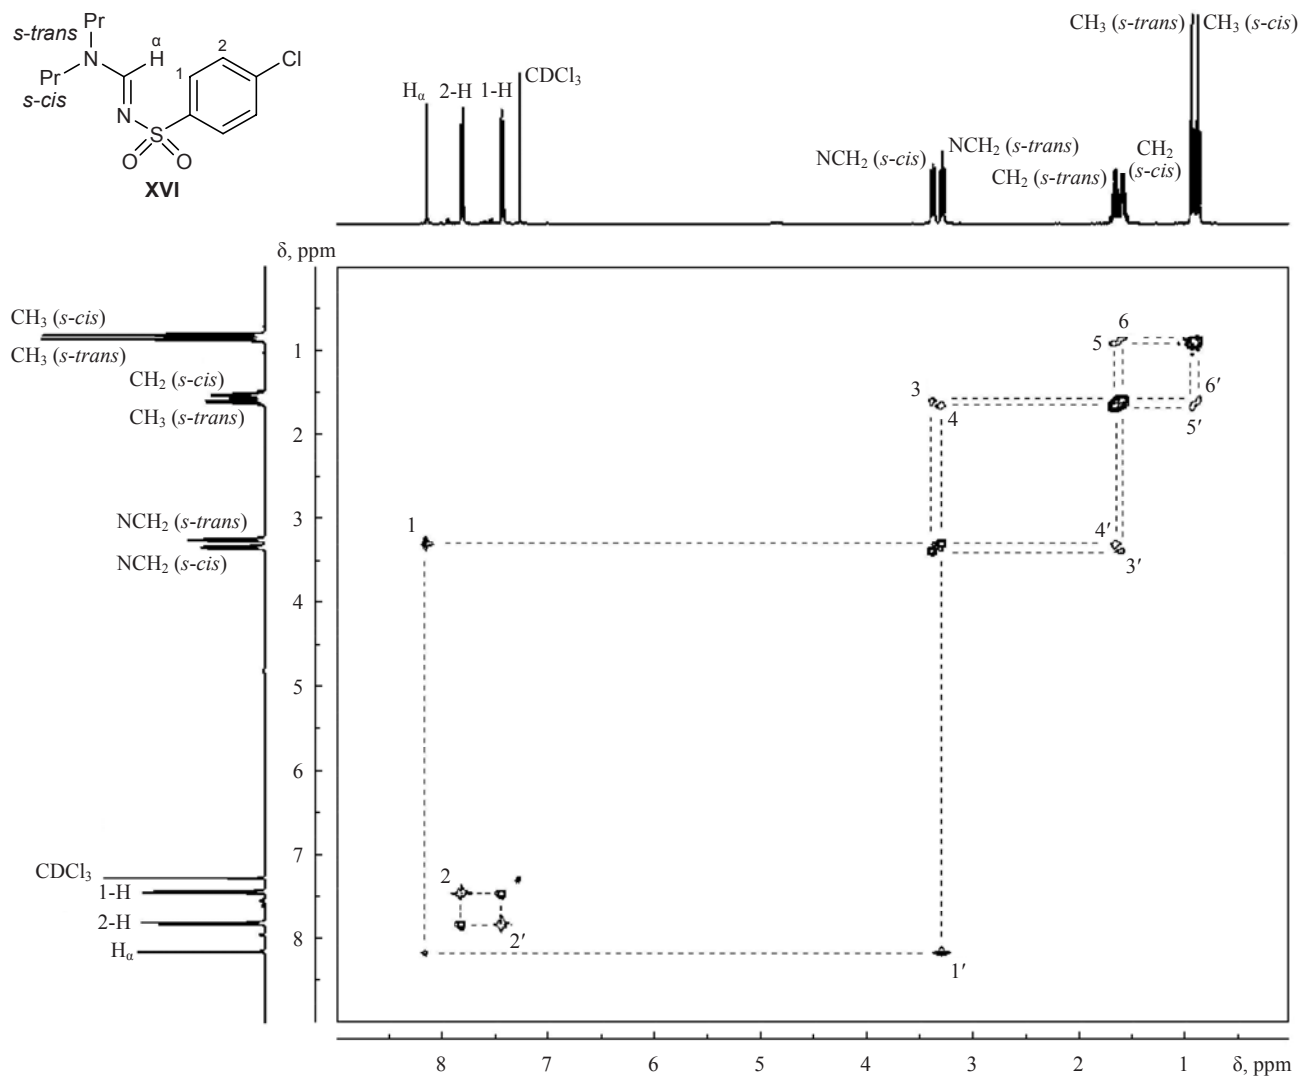 Pr
s-trans
α
N
H
2
Cl
1
Pr
s-cis
N
S
O
O
XVI
CH₃ (s-trans)
CH₃ (s-cis)
CDCl₃
Hα
2-H
1-H
NCH₂ (s-cis)
NCH₂ (s-trans)
CH₂ (s-trans)
CH₂
(s-cis)
δ, ppm
CH₃ (s-cis)
CH₃ (s-trans)
CH₂ (s-cis)
CH₃ (s-trans)
NCH₂ (s-trans)
NCH₂ (s-cis)
CDCl₃
1-H
2-H
Hα
1
2
3
4
5
6
7
8
5
6
3
4
6′
5′
1
4′
3′
2
2′
1′
8
7
6
5
4
3
2
1
δ, ppm